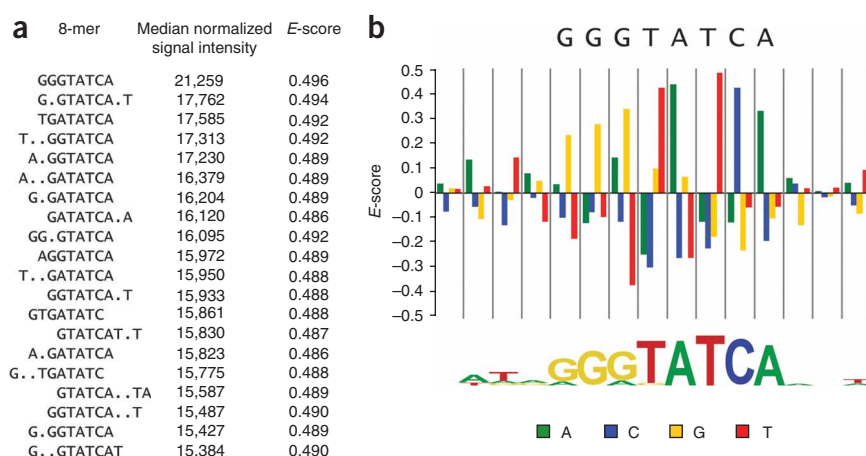 a
8-mer Median normalized signal intensity E-score
GGGTATCA 21,259 0.496
G.GTATCA.T 17,762 0.494
TGATATCA 17,585 0.492
T..GGTATCA 17,313 0.492
A.GGTATCA 17,230 0.489
A..GATATCA 16,379 0.489
G.GATATCA 16,204 0.489
GATATCA.A 16,120 0.486
GG.GTATCA 16,095 0.492
AGGTATCA 15,972 0.489
T..GATATCA 15,950 0.488
GGTATCA.T 15,933 0.488
GTGATATC 15,861 0.488
GTATCAT.T 15,830 0.487
A.GATATCA 15,823 0.486
G..TGATATC 15,775 0.488
GTATCA..TA 15,587 0.489
GGTATCA..T 15,487 0.490
G.GGTATCA 15,427 0.489
G..GTATCAT 15,384 0.490
b
G G G T A T C A
E-score
0.5
0.4
0.3
0.2
0.1
0
–0.1
–0.2
–0.3
–0.4
–0.5
A T GGGTATCA
A C G T